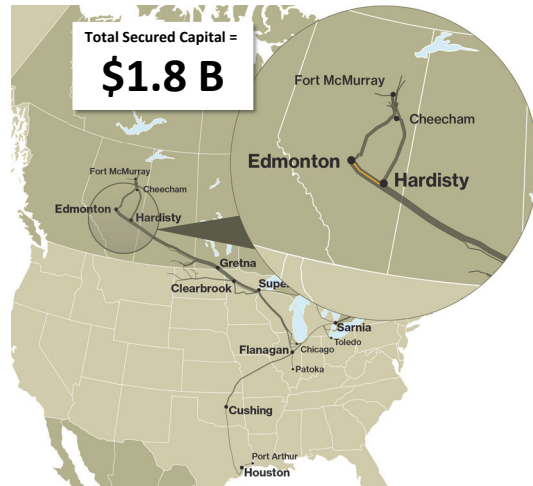 Total Secured Capital =
$1.8 B
Fort McMurray
Cheecham
Edmonton
Hardisty
Fort McMurray
Cheecham
Edmonton
Hardisty
Gretna
Clearbrook
Supe
Sarnia
Toledo
Flanagan
Chicago
Patoka
Cushing
Port Arthur
Houston